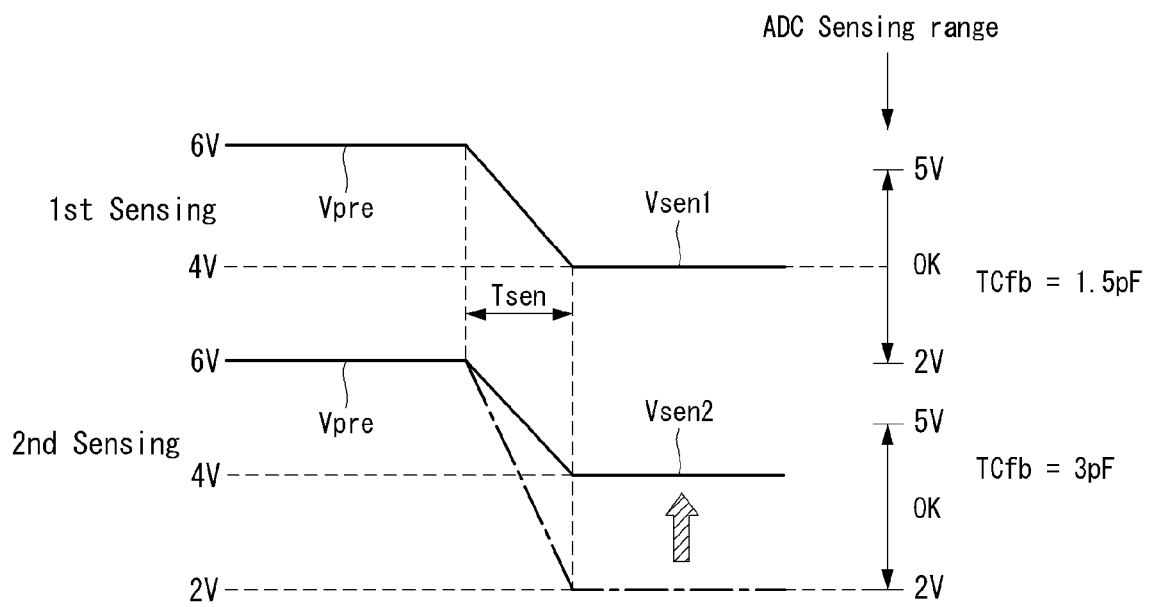 ADC Sensing range
6V
5V
1st Sensing
Vpre
Vsen1
4V
OK
TCfb = 1.5pF
Tsen
6V
2V
Vpre
Vsen2
5V
2nd Sensing
4V
TCfb = 3pF
OK
2V
2V